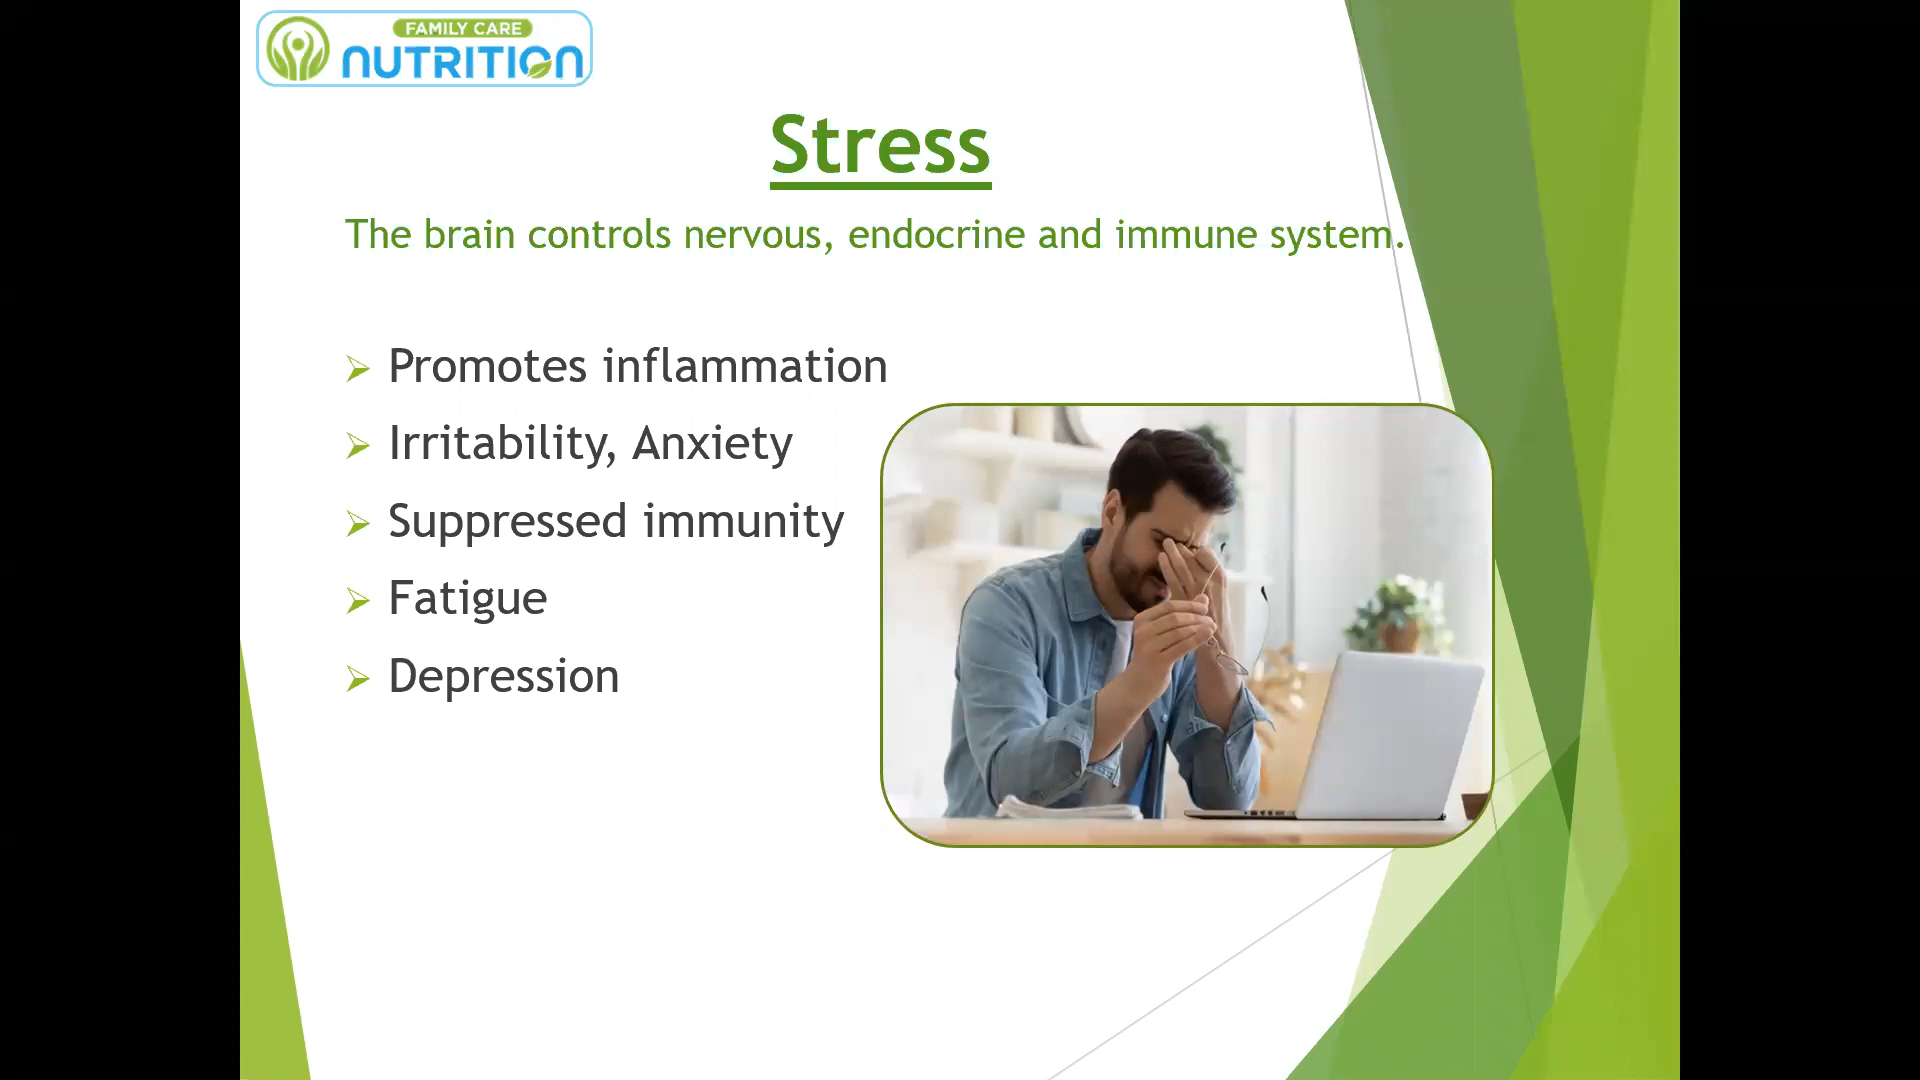 FAMILY CARE
NUTRITION
Stress
The brain controls nervous, endocrine and immune system.
Promotes inflammation
Irritability, Anxiety
Suppressed immunity
Fatigue
Depression